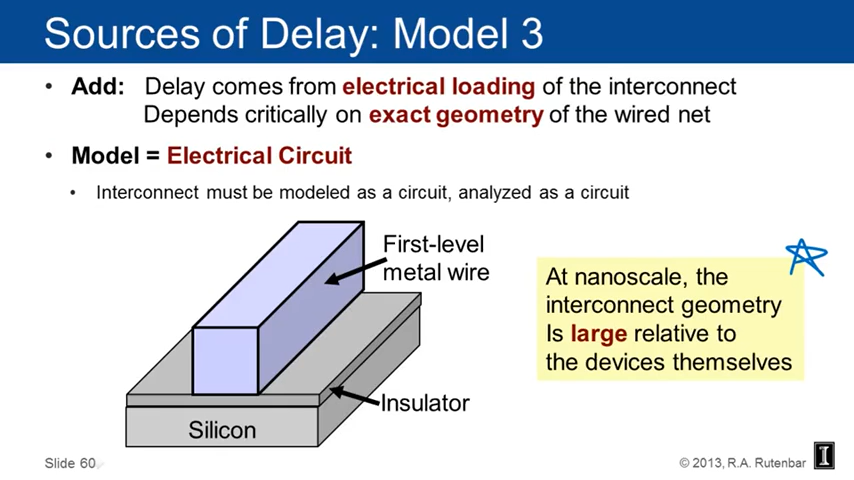 Sources of Delay: Model 3
• Add: Delay comes from electrical loading of the interconnect
Depends critically on exact geometry of the wired net
• Model = Electrical Circuit
• Interconnect must be modeled as a circuit, analyzed as a circuit
First-level
metal wire
At nanoscale, the
interconnect geometry
Is large relative to
the devices themselves
Insulator
Silicon
Slide 60
© 2013, R.A. Rutenbar
I